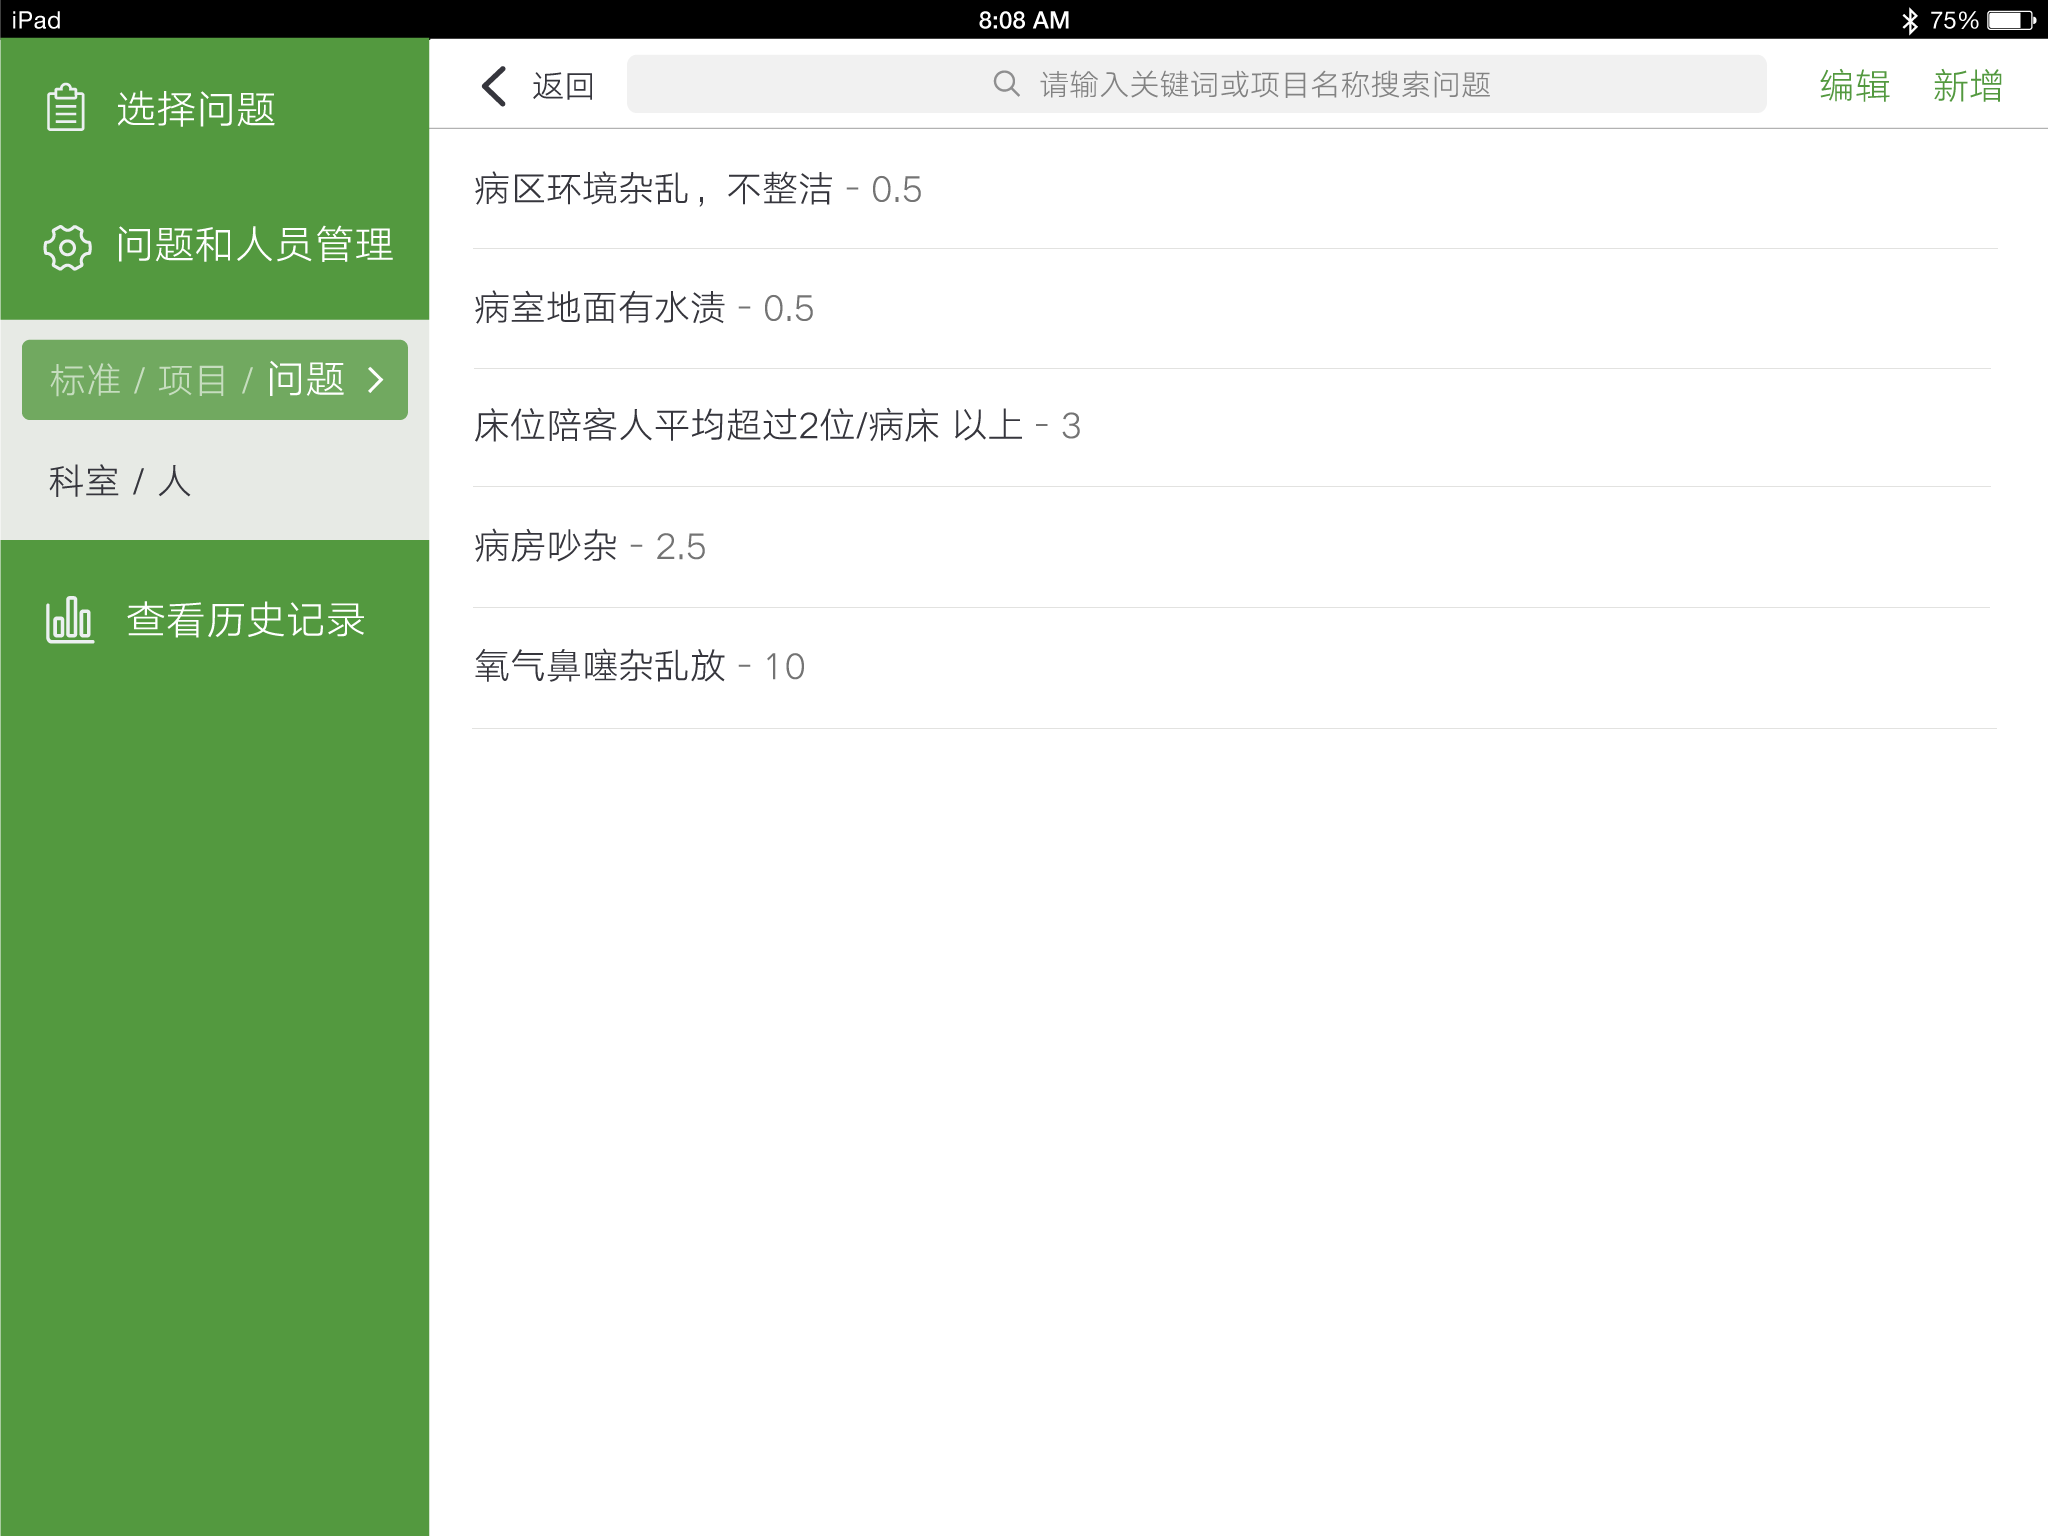 iPad 8:08 AM 75%
选择问题
问题和人员管理
标准 / 项目 / 问题
科室 / 人
查看历史记录
返回 请输入关键词或项目名称搜索问题 编辑 新增
病区环境杂乱，不整洁 - 0.5
病室地面有水渍 - 0.5
床位陪客人平均超过2位/病床 以上 - 3
病房吵杂 - 2.5
氧气鼻噻杂乱放 - 10